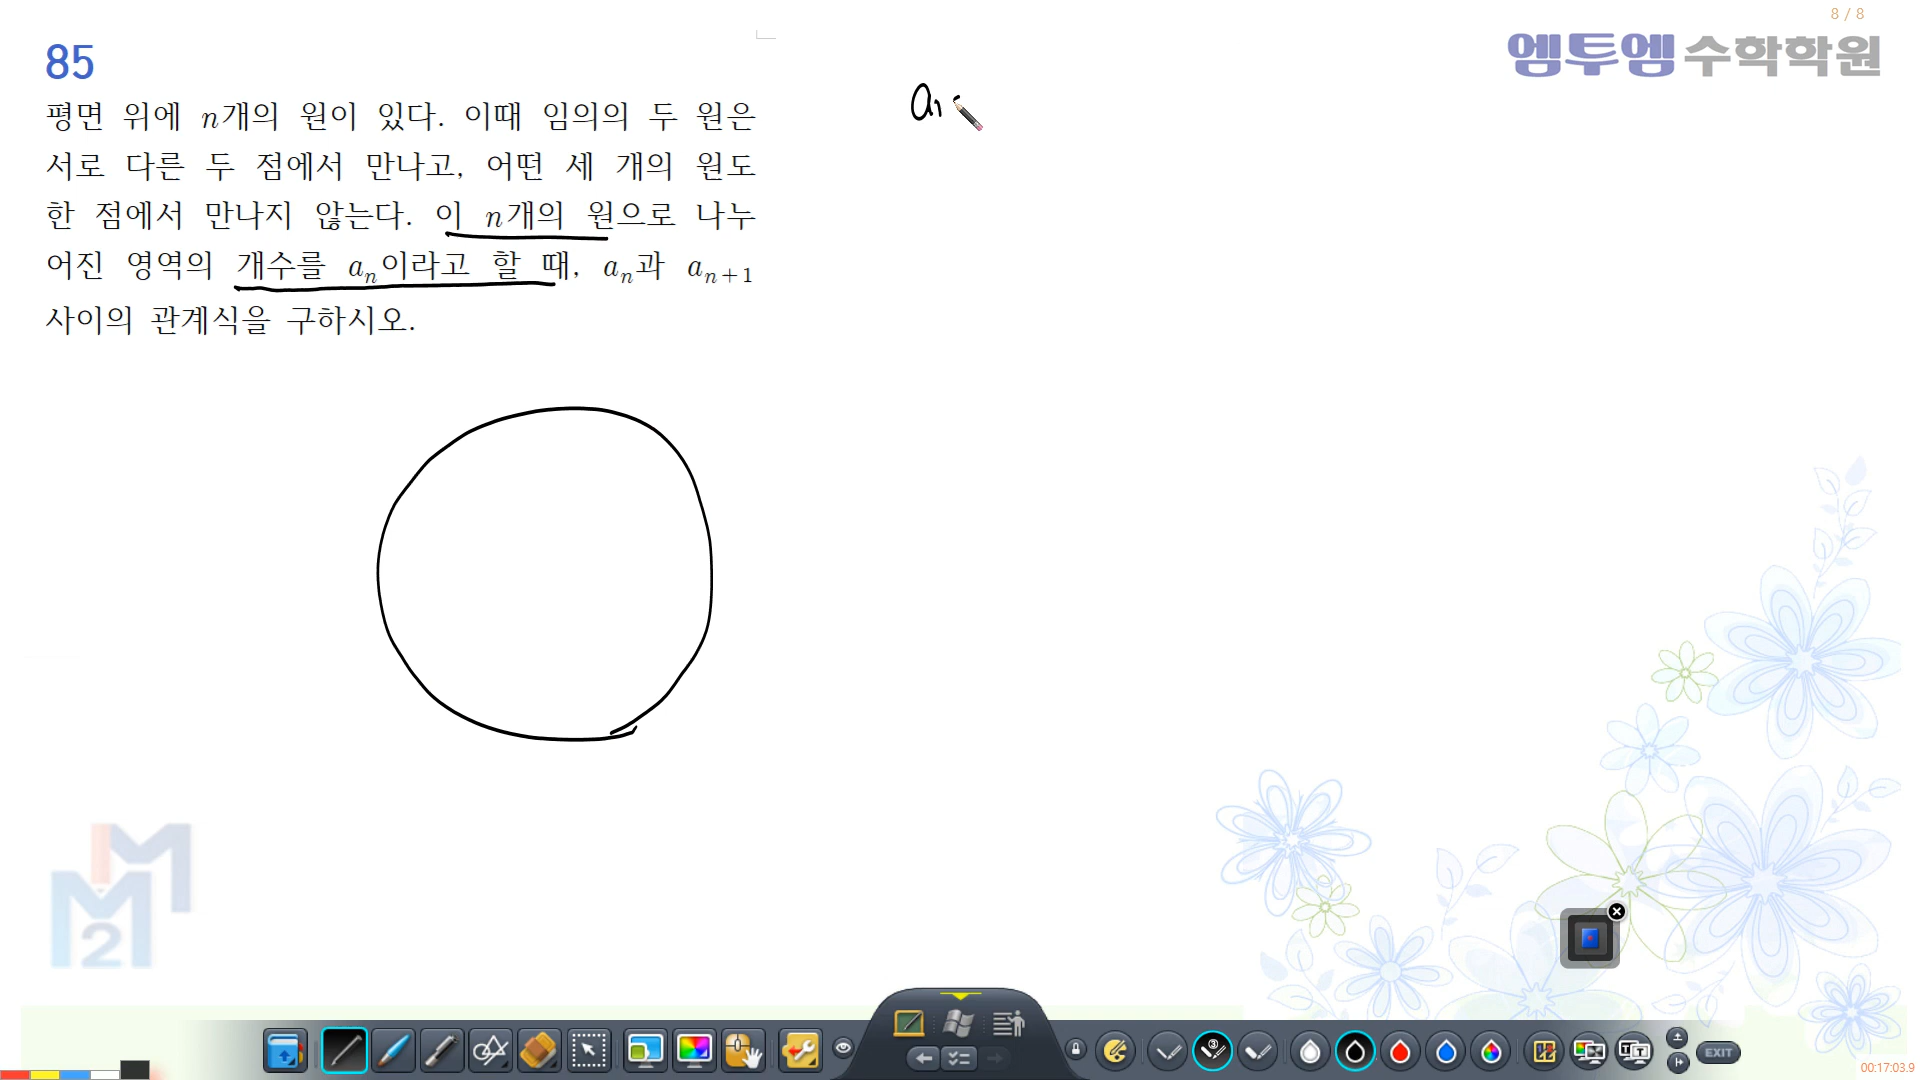 8 / 8
엠투엠 수학학원
85
평면 위에 n개의 원이 있다. 이때 임의의 두 원은
서로 다른 두 점에서 만나고, 어떤 세 개의 원도
한 점에서 만나지 않는다. 이 n개의 원으로 나누
어진 영역의 개수를 aₙ이라고 할 때, aₙ과 aₙ₊₁
사이의 관계식을 구하시오.
a₁
M
M
2
3
EXIT
00:17:03.9